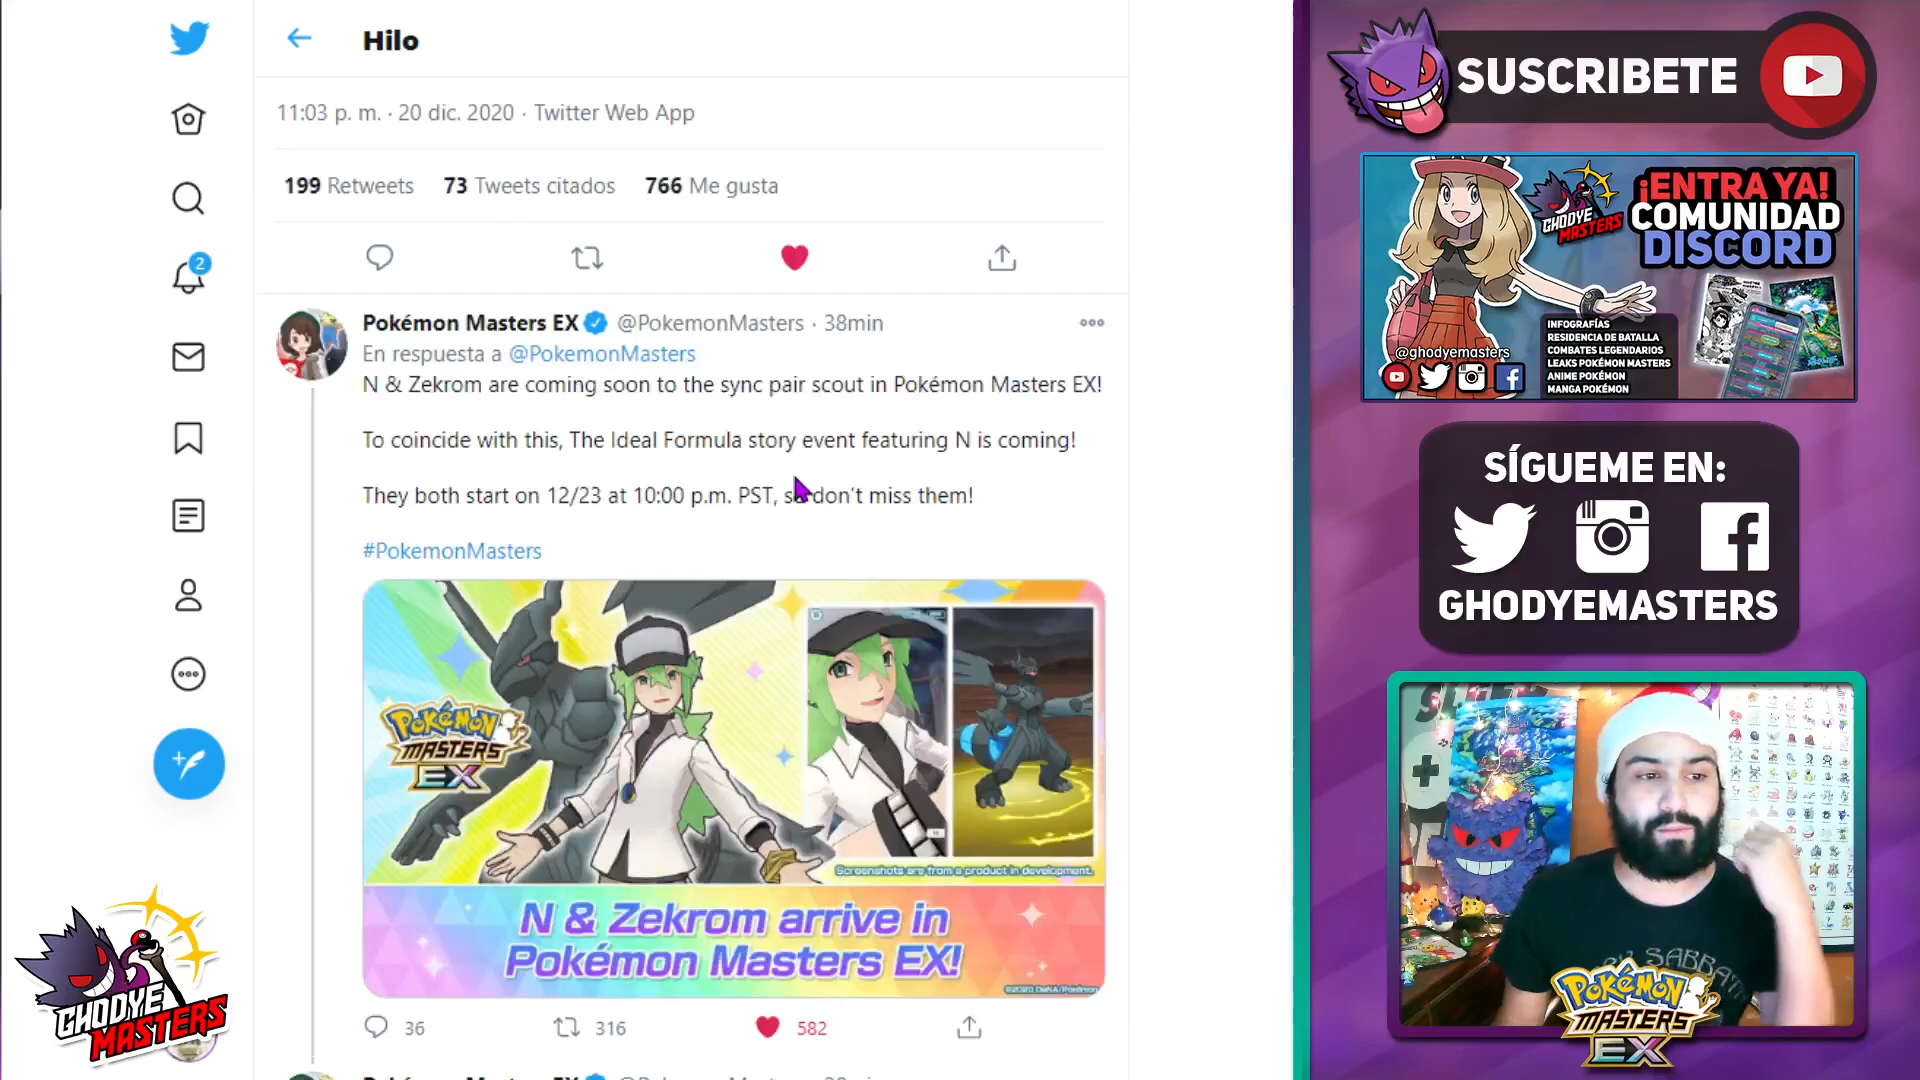 Hilo
11:03 p. m. · 20 dic. 2020 · Twitter Web App
199 Retweets 73 Tweets citados 766 Me gusta
2
Pokémon Masters EX @PokemonMasters · 38min
En respuesta a @PokemonMasters
N & Zekrom are coming soon to the sync pair scout in Pokémon Masters EX!
To coincide with this, The Ideal Formula story event featuring N is coming!
They both start on 12/23 at 10:00 p.m. PST, so don't miss them!
#PokemonMasters
POKéMON
MASTERS
EX
Screenshots are from a product in development.
N & Zekrom arrive in
Pokémon Masters EX!
©2020 DeNA/Pokémon
36 316 582
GHODYE
MASTERS
SUSCRIBETE
GHODYE
MASTERS
¡ENTRA YA!
COMUNIDAD
DISCORD
@ghodyemasters
INFOGRAFÍAS
RESIDENCIA DE BATALLA
COMBATES LEGENDARIOS
LEAKS POKÉMON MASTERS
ANIME POKÉMON
MANGA POKÉMON
SÍGUEME EN:
GHODYEMASTERS
SABBAT
POKéMON
MASTERS
EX